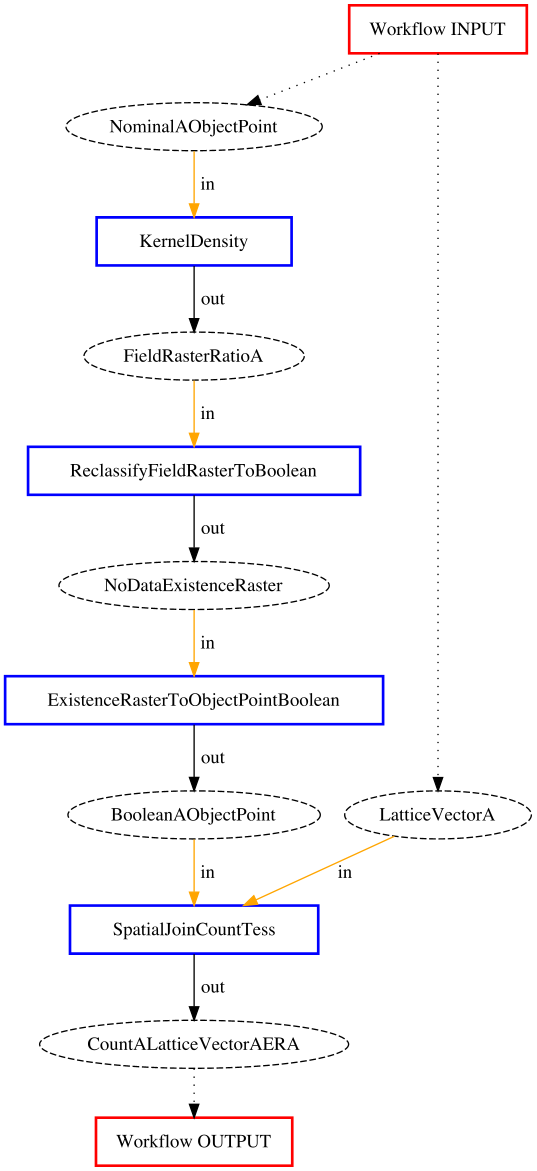 Workflow INPUT
NominalAObjectPoint
in
KernelDensity
out
FieldRasterRatioA
in
ReclassifyFieldRasterToBoolean
out
NoDataExistenceRaster
in
ExistenceRasterToObjectPointBoolean
out
BooleanAObjectPoint
LatticeVectorA
in
in
SpatialJoinCountTess
out
CountALatticeVectorAERA
Workflow OUTPUT